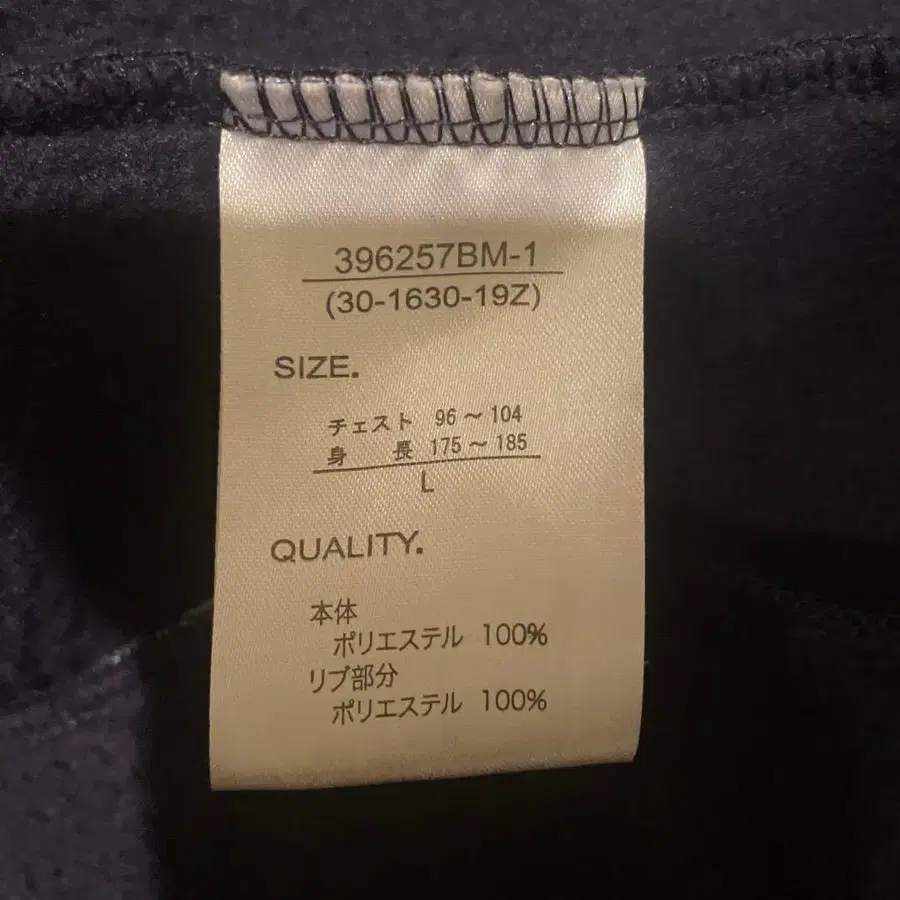 396257BM-1
(30-1630-19Z)
SIZE.
チェスト 96～104
身 長 175～185
L
QUALITY.
本体
ポリエステル 100%
リブ部分
ポリエステル 100%